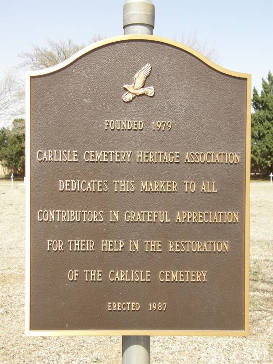 FOUNDED 1979
CARLISLE CEMETERY HERITAGE ASSOCIATION
DEDICATES THIS MARKER TO ALL
CONTRIBUTORS IN GRATEFUL APPRECIATION
FOR THEIR HELP IN THE RESTORATION
OF THE CARLISLE CEMETERY
ERECTED 1987